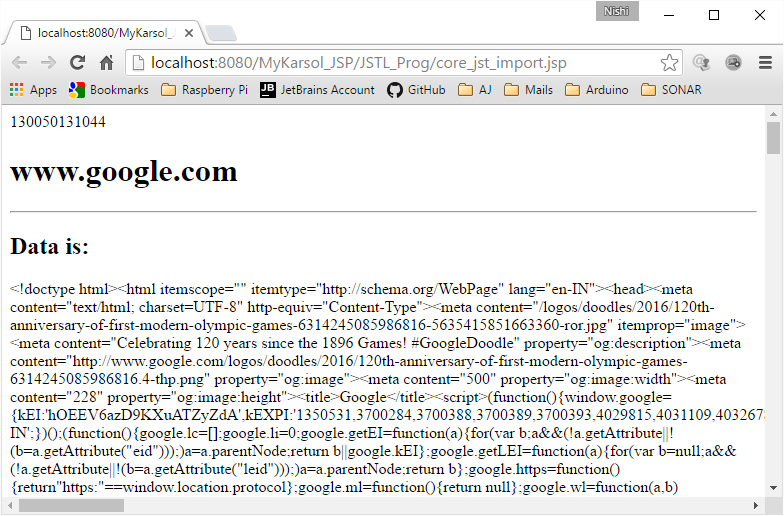 Nishi
localhost:8080/MyKarsol_J
localhost:8080/MyKarsol_JSP/JSTL_Prog/core_jst_import.jsp
Apps Bookmarks Raspberry Pi JetBrains Account GitHub AJ Mails Arduino SONAR
130050131044
www.google.com
Data is:
<!doctype html><html itemscope="" itemtype="http://schema.org/WebPage" lang="en-IN"><head><meta
content="text/html; charset=UTF-8" http-equiv="Content-Type"><meta content="/logos/doodles/2016/120th-
anniversary-of-first-modern-olympic-games-6314245085986816-5635415851663360-ror.jpg" itemprop="image">
<meta content="Celebrating 120 years since the 1896 Games! #GoogleDoodle" property="og:description"><meta
content="http://www.google.com/logos/doodles/2016/120th-anniversary-of-first-modern-olympic-games-
6314245085986816.4-thp.png" property="og:image"><meta content="500" property="og:image:width"><meta
content="228" property="og:image:height"><title>Google</title><script>(function(){window.google=
{kEI:'hOEEV6azD9KXuATZyZdA',kEXPI:'1350531,3700284,3700388,3700389,3700393,4029815,4031109,403267
IN';})();(function(){google.lc=[];google.li=0;google.getEI=function(a){for(var b;a&&(!a.getAttribute||!
(b=a.getAttribute("eid")));)a=a.parentNode;return b||google.kEI};google.getLEI=function(a){for(var b=null;a&&
(!a.getAttribute||!(b=a.getAttribute("leid")));)a=a.parentNode;return b};google.https=function()
{return"https:"==window.location.protocol};google.ml=function(){return null};google.wl=function(a,b)